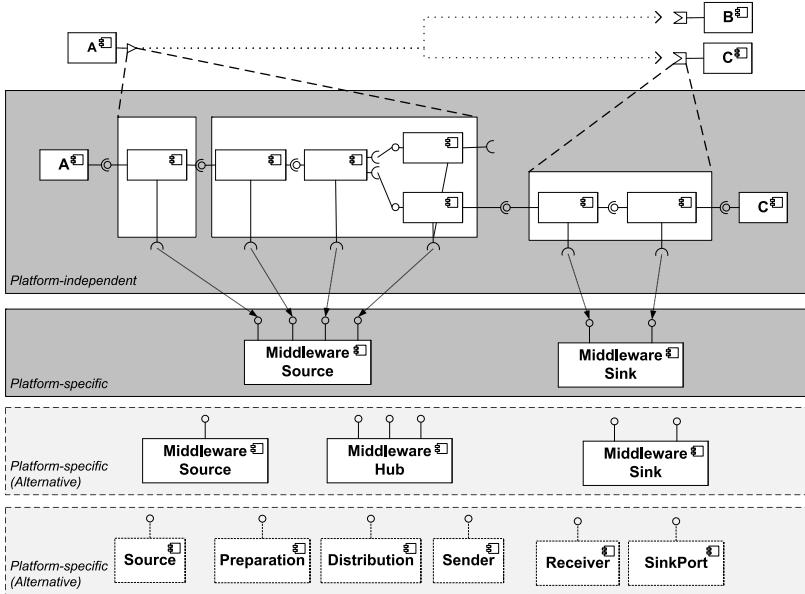 B
A
C
A
C
Platform-independent
Middleware
Source
Middleware
Sink
Platform-specific
Middleware
Source
Middleware
Hub
Middleware
Sink
Platform-specific
(Alternative)
Source
Preparation
Distribution
Sender
Receiver
SinkPort
Platform-specific
(Alternative)